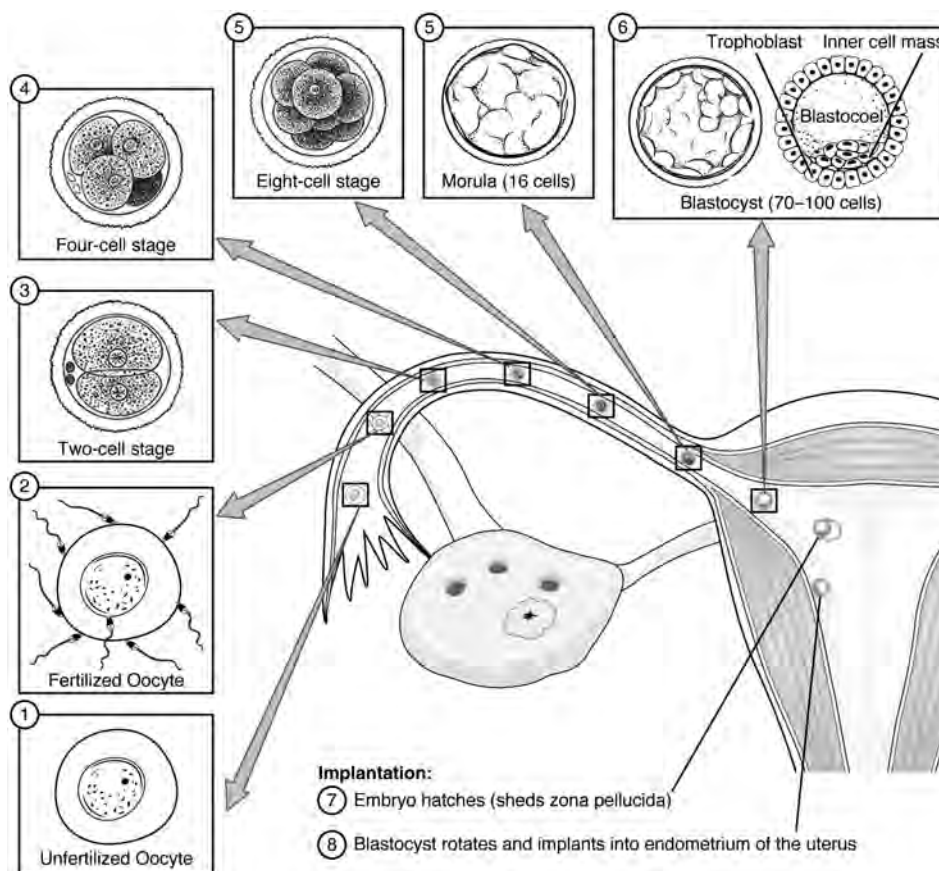 5
5
6
Trophoblast Inner cell mass
4
Blastocoel
Eight-cell stage
Morula (16 cells)
Blastocyst (70–100 cells)
Four-cell stage
3
Two-cell stage
2
Fertilized Oocyte
1
Unfertilized Oocyte
Implantation:
7 Embryo hatches (sheds zona pellucida)
8 Blastocyst rotates and implants into endometrium of the uterus